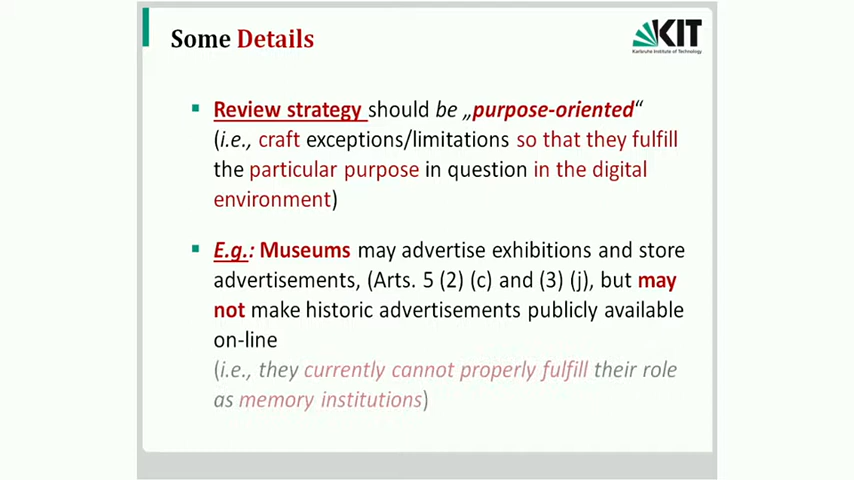 Some Details
KIT
Karlsruhe Institute of Technology
Review strategy should be „purpose-oriented“
(i.e., craft exceptions/limitations so that they fulfill
the particular purpose in question in the digital
environment)
E.g.: Museums may advertise exhibitions and store
advertisements, (Arts. 5 (2) (c) and (3) (j), but may
not make historic advertisements publicly available
on-line
(i.e., they currently cannot properly fulfill their role
as memory institutions)